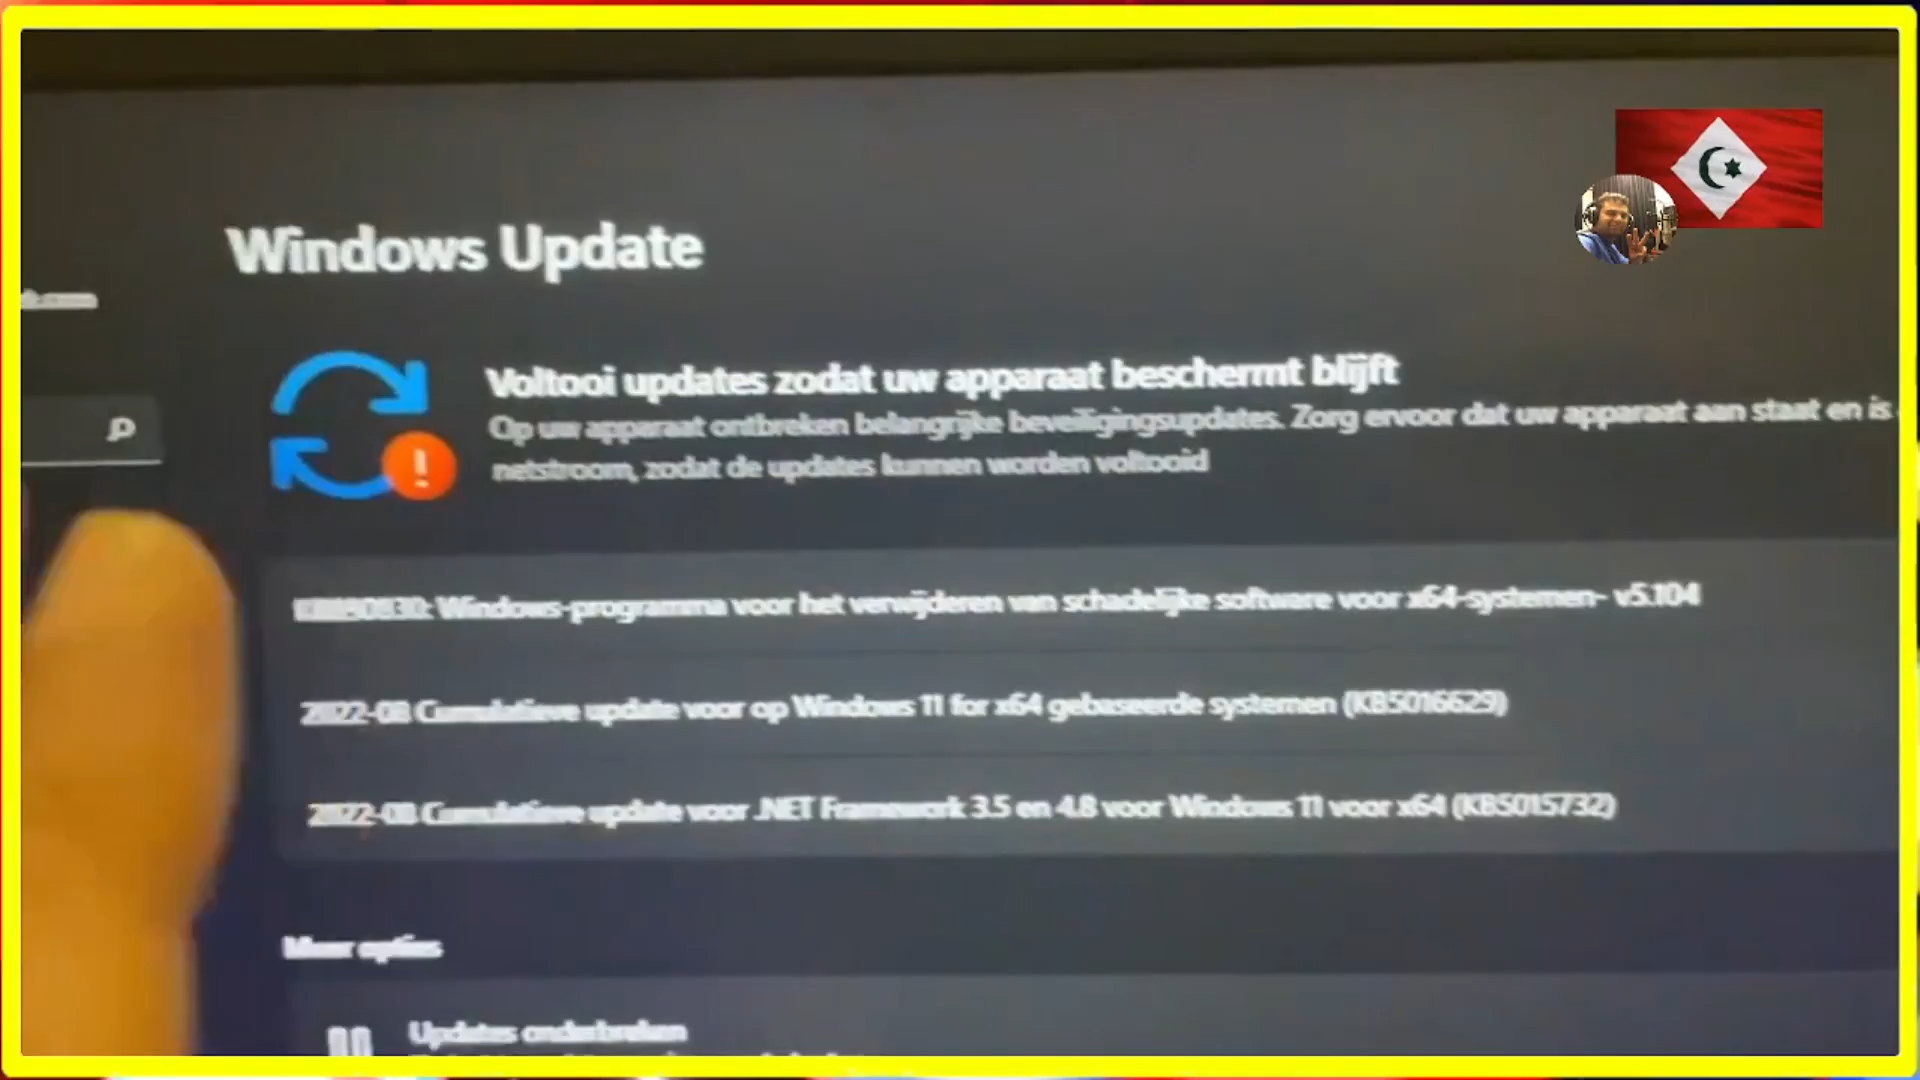 Windows Update
Voltooi updates zodat uw apparaat beschermt blijft
Op uw apparaat ontbreken belangrijke beveiligingsupdates. Zorg ervoor dat uw apparaat aan staat en is
netstroom, zodat de updates kunnen worden voltooid
Windows-programma voor het verwijderen van schadelijke software voor x64-systemen- v5.104
2022-08 Cumulatieve update voor op Windows 11 for x64 gebaseerde systemen (KB5016629)
2022-08 Cumulatieve update voor .NET Framework 3.5 en 4.8 voor Windows 11 voor x64 (KB5015732)
Meer opties
Updates onderbreken